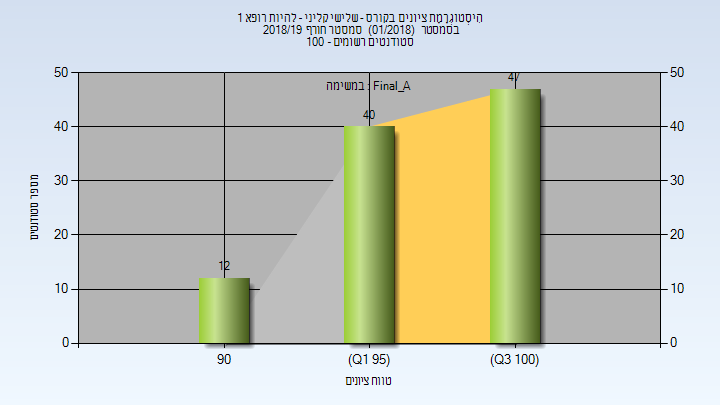 הִיסְטוֹגְרָמַת ציונים בקורס - שלישי קליני - להיות רופא 1
בסמסטר (01/2018) סמסטר חורף 2018/19
סטודנטים רשומים - 100
במשימה : Final_A
50
40
30
20
10
0
50
40
30
20
10
0
מספר סטודנטים
12
40
47
90
(Q1 95)
(Q3 100)
טווח ציונים